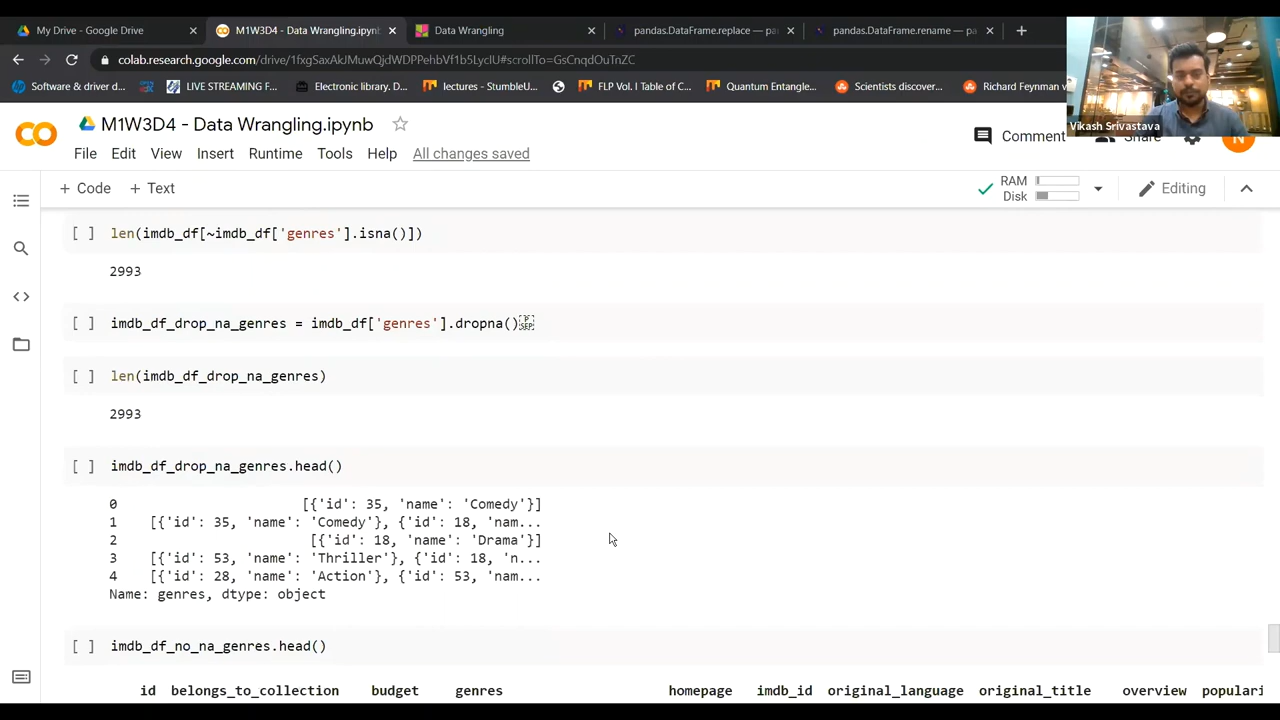 My Drive - Google Drive
M1W3D4 - Data Wrangling.ipynb
Data Wrangling
pandas.DataFrame.replace — pa
pandas.DataFrame.rename — pa
colab.research.google.com/drive/1fxgSaxAkJMuwQjdWDPPehbVf1b5LycIU#scrollTo=GsCnqdOuTnZC
Software & driver d...
LIVE STREAMING F...
Electronic library. D...
lectures - StumbleU...
FLP Vol. I Table of C...
Quantum Entangle...
Scientists discover...
Richard Feynman
Vikash Srivastava
M1W3D4 - Data Wrangling.ipynb
File Edit View Insert Runtime Tools Help All changes saved
Comment
Share
N
+ Code + Text
RAM
Disk
Editing
[ ] len(imdb_df[~imdb_df['genres'].isna()])
2993
[ ] imdb_df_drop_na_genres = imdb_df['genres'].dropna()
[ ] len(imdb_df_drop_na_genres)
2993
[ ] imdb_df_drop_na_genres.head()
0 [{'id': 35, 'name': 'Comedy'}]
1 [{'id': 35, 'name': 'Comedy'}, {'id': 18, 'nam...
2 [{'id': 18, 'name': 'Drama'}]
3 [{'id': 53, 'name': 'Thriller'}, {'id': 18, 'n...
4 [{'id': 28, 'name': 'Action'}, {'id': 53, 'nam...
Name: genres, dtype: object
[ ] imdb_df_no_na_genres.head()
id belongs_to_collection budget genres homepage imdb_id original_language original_title overview populari